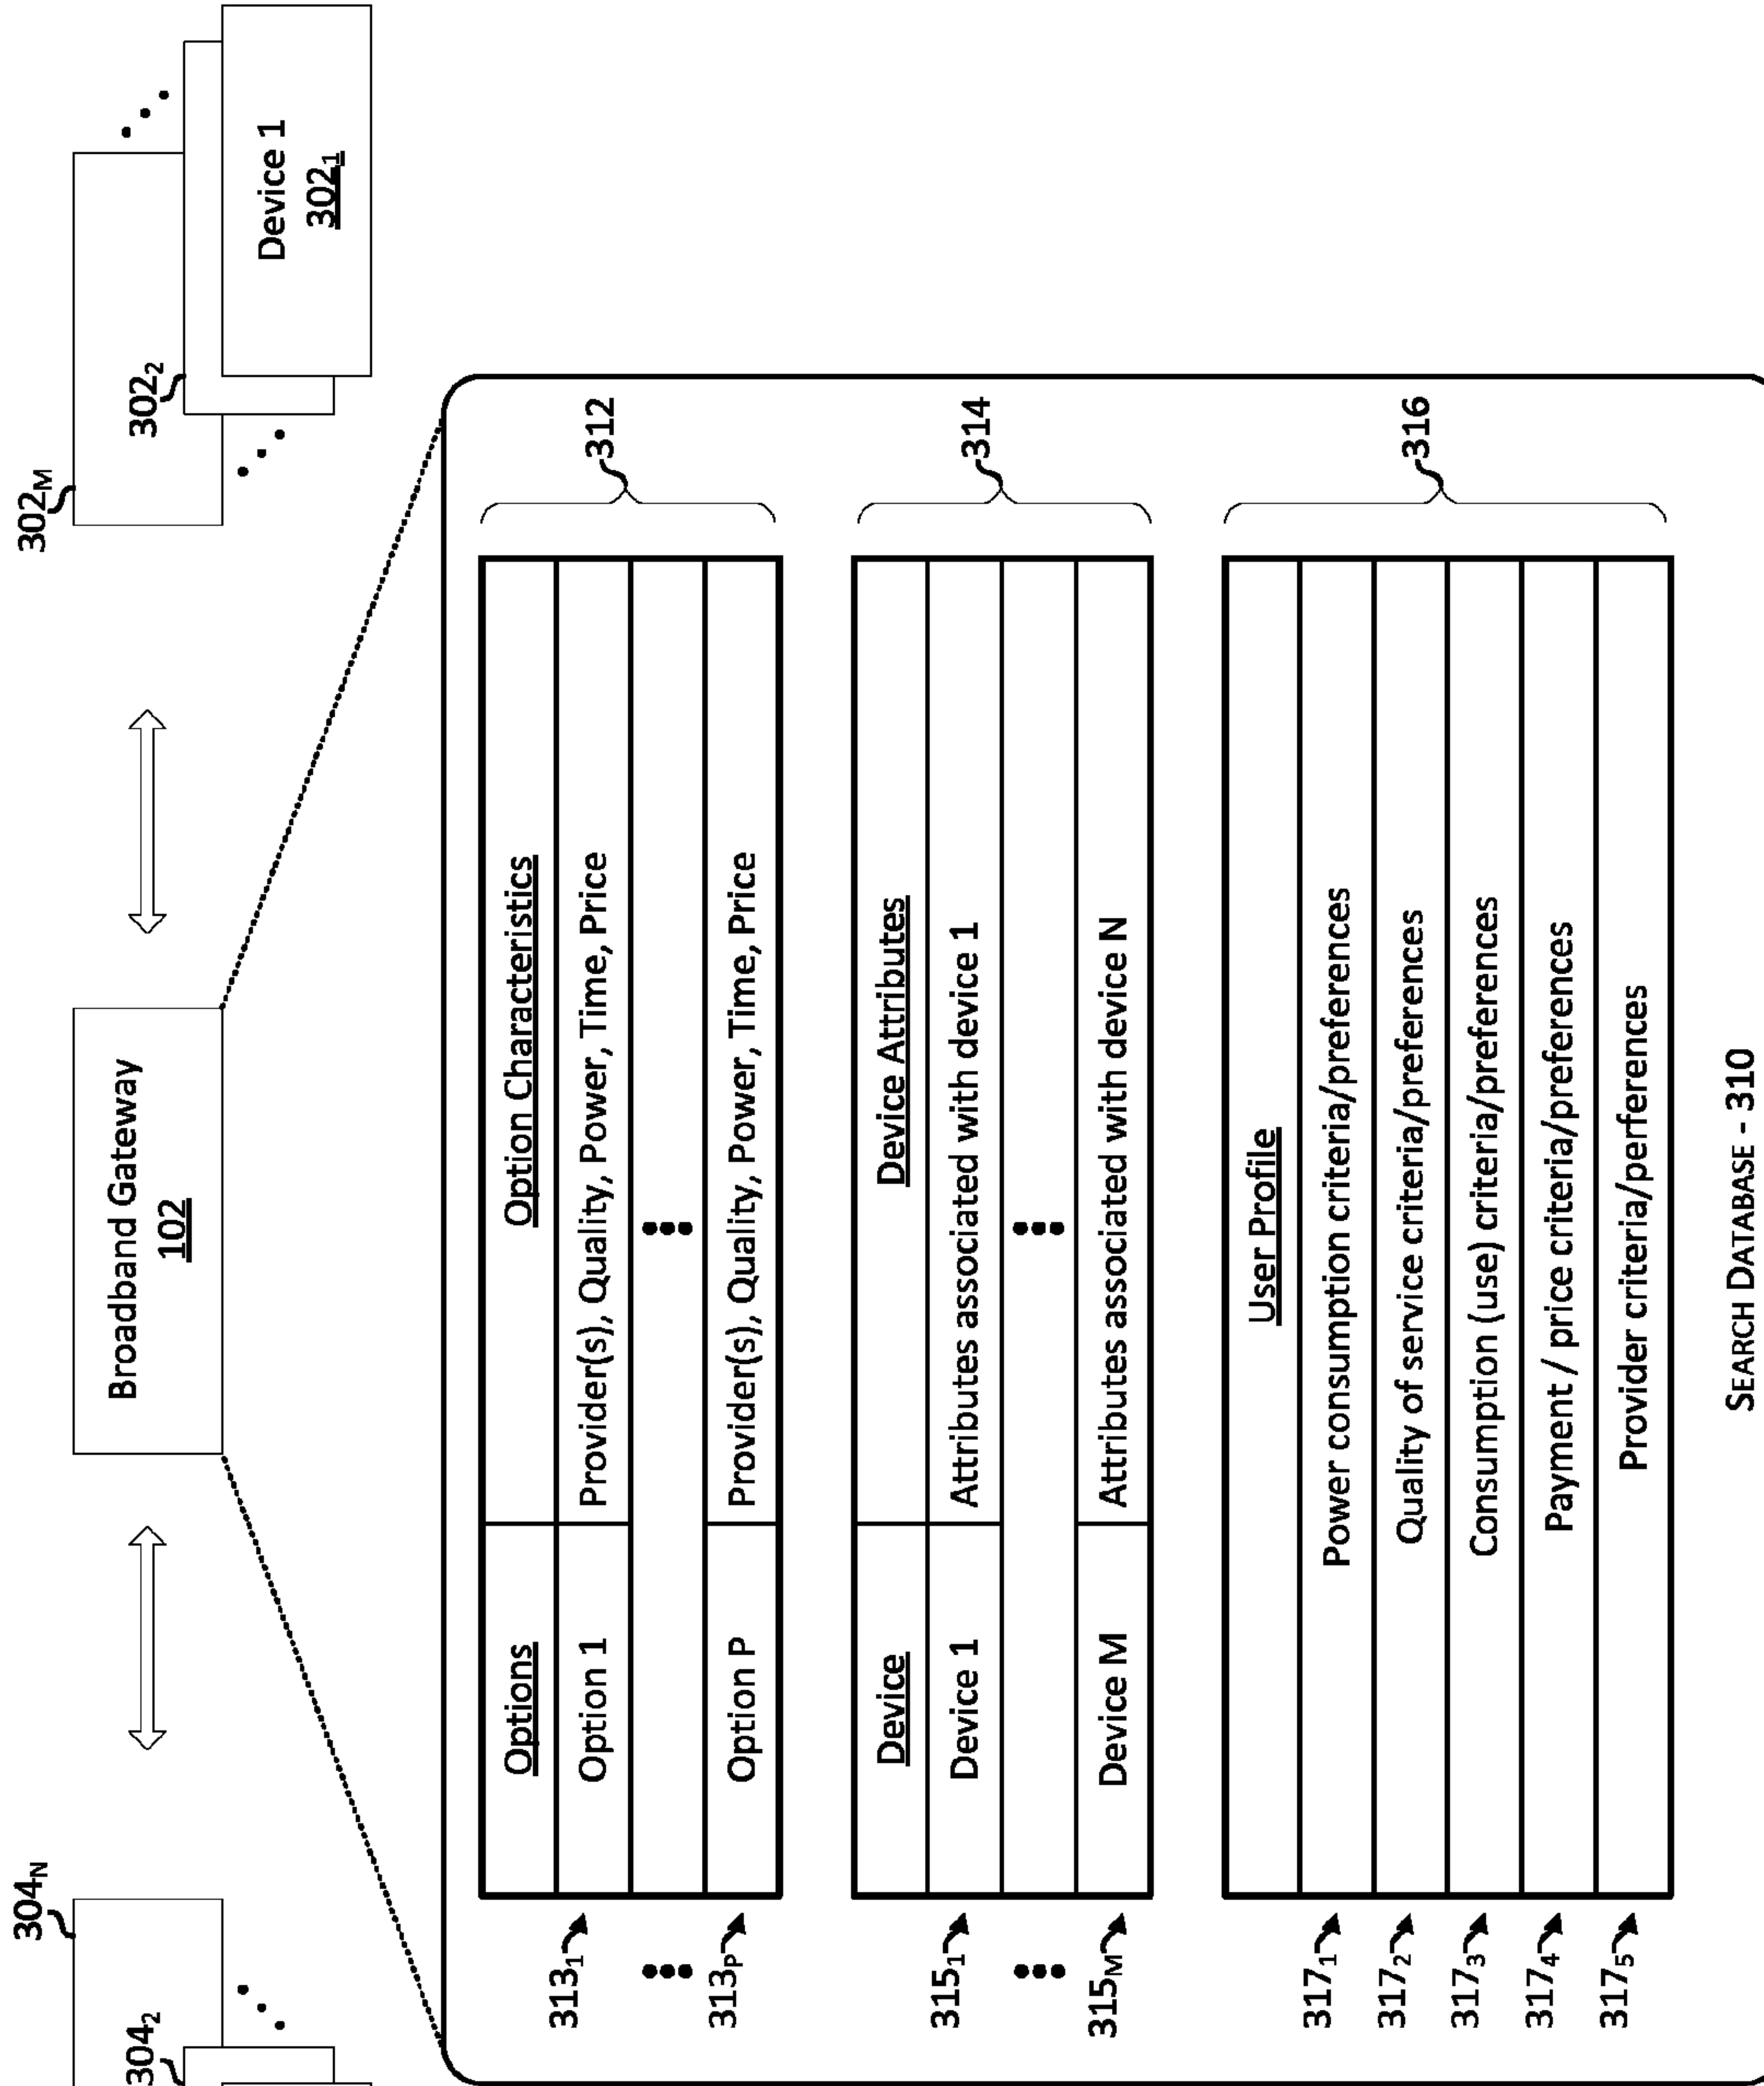 304N
3042
Broadband Gateway
102
302M
3022
Device 1
3021
Options
Option Characteristics
3131
Option 1
Provider(s), Quality, Power, Time, Price
313P
Option P
Provider(s), Quality, Power, Time, Price
312
Device
Device Attributes
3151
Device 1
Attributes associated with device 1
315M
Device M
Attributes associated with device N
314
User Profile
3171
Power consumption criteria/preferences
3172
Quality of service criteria/preferences
3173
Consumption (use) criteria/preferences
3174
Payment / price criteria/preferences
3175
Provider criteria/perferences
316
SEARCH DATABASE - 310